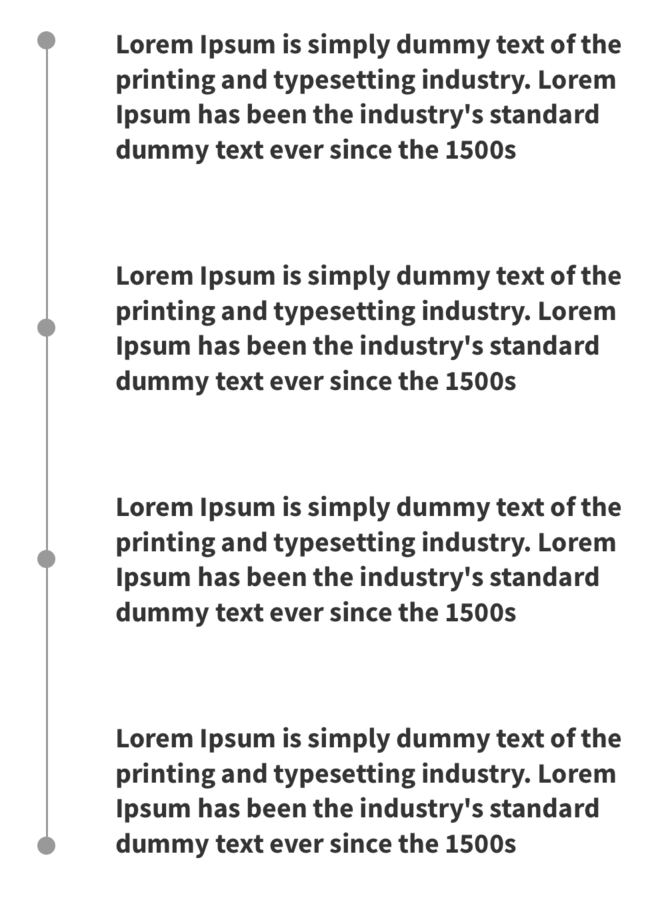 Lorem Ipsum is simply dummy text of the
printing and typesetting industry. Lorem
Ipsum has been the industry's standard
dummy text ever since the 1500s
Lorem Ipsum is simply dummy text of the
printing and typesetting industry. Lorem
Ipsum has been the industry's standard
dummy text ever since the 1500s
Lorem Ipsum is simply dummy text of the
printing and typesetting industry. Lorem
Ipsum has been the industry's standard
dummy text ever since the 1500s
Lorem Ipsum is simply dummy text of the
printing and typesetting industry. Lorem
Ipsum has been the industry's standard
dummy text ever since the 1500s